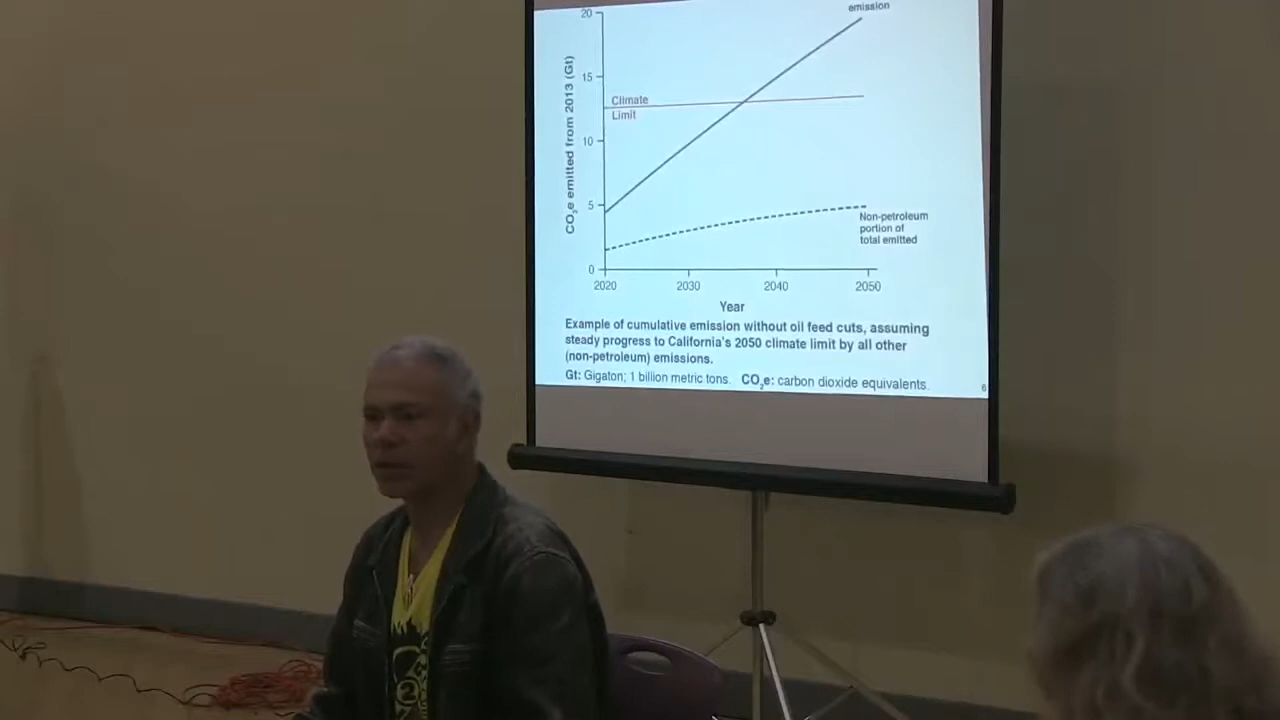 emission
20
15
10
5
0
CO₂e emitted from 2013 (Gt)
Climate
Limit
Non-petroleum
portion of
total emitted
2020 2030 2040 2050
Year
Example of cumulative emission without oil feed cuts, assuming
steady progress to California's 2050 climate limit by all other
(non-petroleum) emissions.
Gt: Gigaton; 1 billion metric tons. CO₂e: carbon dioxide equivalents.
6